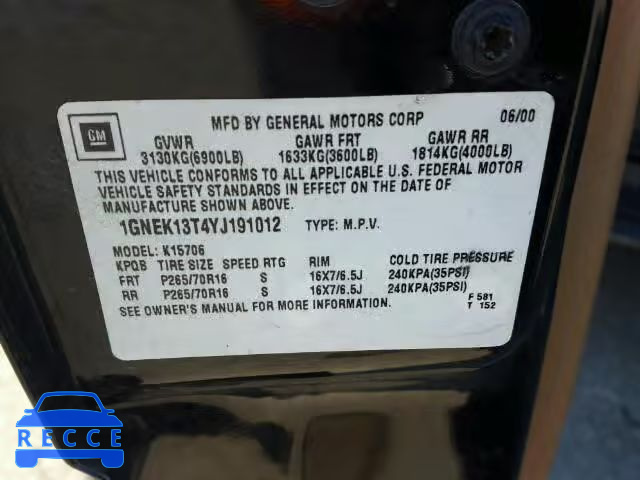 GM
MFD BY GENERAL MOTORS CORP 06/00
GVWR GAWR FRT GAWR RR
3130KG(6900LB) 1633KG(3600LB) 1814KG(4000LB)
THIS VEHICLE CONFORMS TO ALL APPLICABLE U.S. FEDERAL MOTOR
VEHICLE SAFETY STANDARDS IN EFFECT ON THE DATE OF
MANUFACTURE SHOWN ABOVE.
1GNEK13T4YJ191012 TYPE: M.P.V.
MODEL: K15706
KPQB TIRE SIZE SPEED RTG RIM COLD TIRE PRESSURE
FRT P265/70R16 S 16X7/6.5J 240KPA(35PSI)
RR P265/70R16 S 16X7/6.5J 240KPA(35PSI)
SEE OWNER'S MANUAL FOR MORE INFORMATION.
F 581
T 152
RECCE